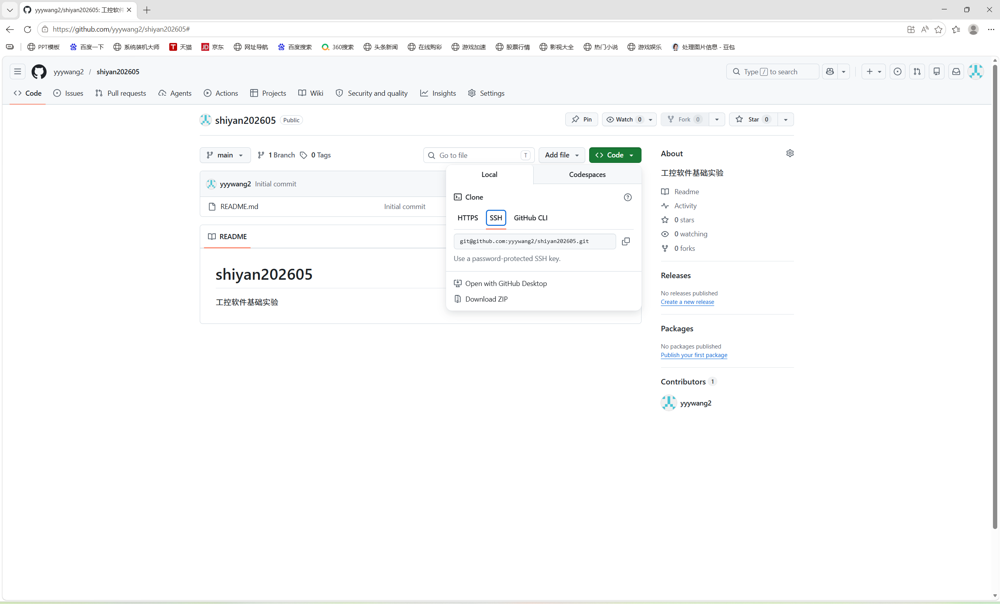 yyywang2/shiyan202605: 工控软件
https://github.com/yyywang2/shiyan202605#
PPT模板 百度一下 系统装机大师 天猫 京东 网址导航 百度搜索 360搜索 头条新闻 在线购彩 游戏加速 股票行情 影视大全 热门小说 游戏娱乐 处理图片信息 - 豆包
yyywang2 / shiyan202605 Type / to search
Code Issues Pull requests Agents Actions Projects Wiki Security and quality Insights Settings
shiyan202605 Public Pin Watch 0 Fork 0 Star 0
main 1 Branch 0 Tags Go to file T Add file Code
Local Codespaces
yyywang2 Initial commit
Clone
README.md Initial commit
HTTPS SSH GitHub CLI
README
git@github.com:yyywang2/shiyan202605.git
Use a password-protected SSH key.
shiyan202605
Open with GitHub Desktop
工控软件基础实验
Download ZIP
About
工控软件基础实验
Readme
Activity
0 stars
0 watching
0 forks
Releases
No releases published
Create a new release
Packages
No packages published
Publish your first package
Contributors 1
yyywang2